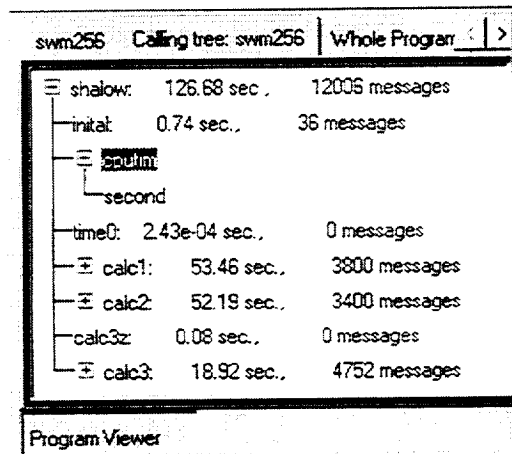 swm256 Calling tree: swm256 Whole Program < >
shalow: 126.68 sec., 12006 messages
inital: 0.74 sec., 36 messages
cputim
second
time0: 2.43e-04 sec., 0 messages
calc1: 53.46 sec., 3800 messages
calc2: 52.19 sec., 3400 messages
calc3z: 0.08 sec., 0 messages
calc3: 18.92 sec., 4752 messages
Program Viewer